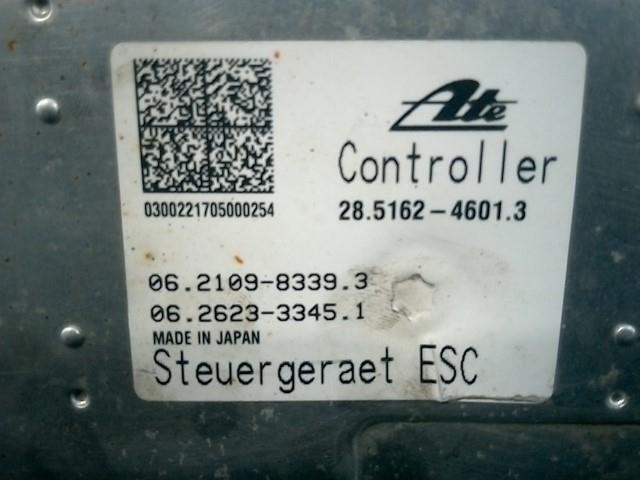 Ate
Controller
0300221705000254
28.5162-4601.3
06.2109-8339.3
06.2623-3345.1
MADE IN JAPAN
Steuergeraet ESC